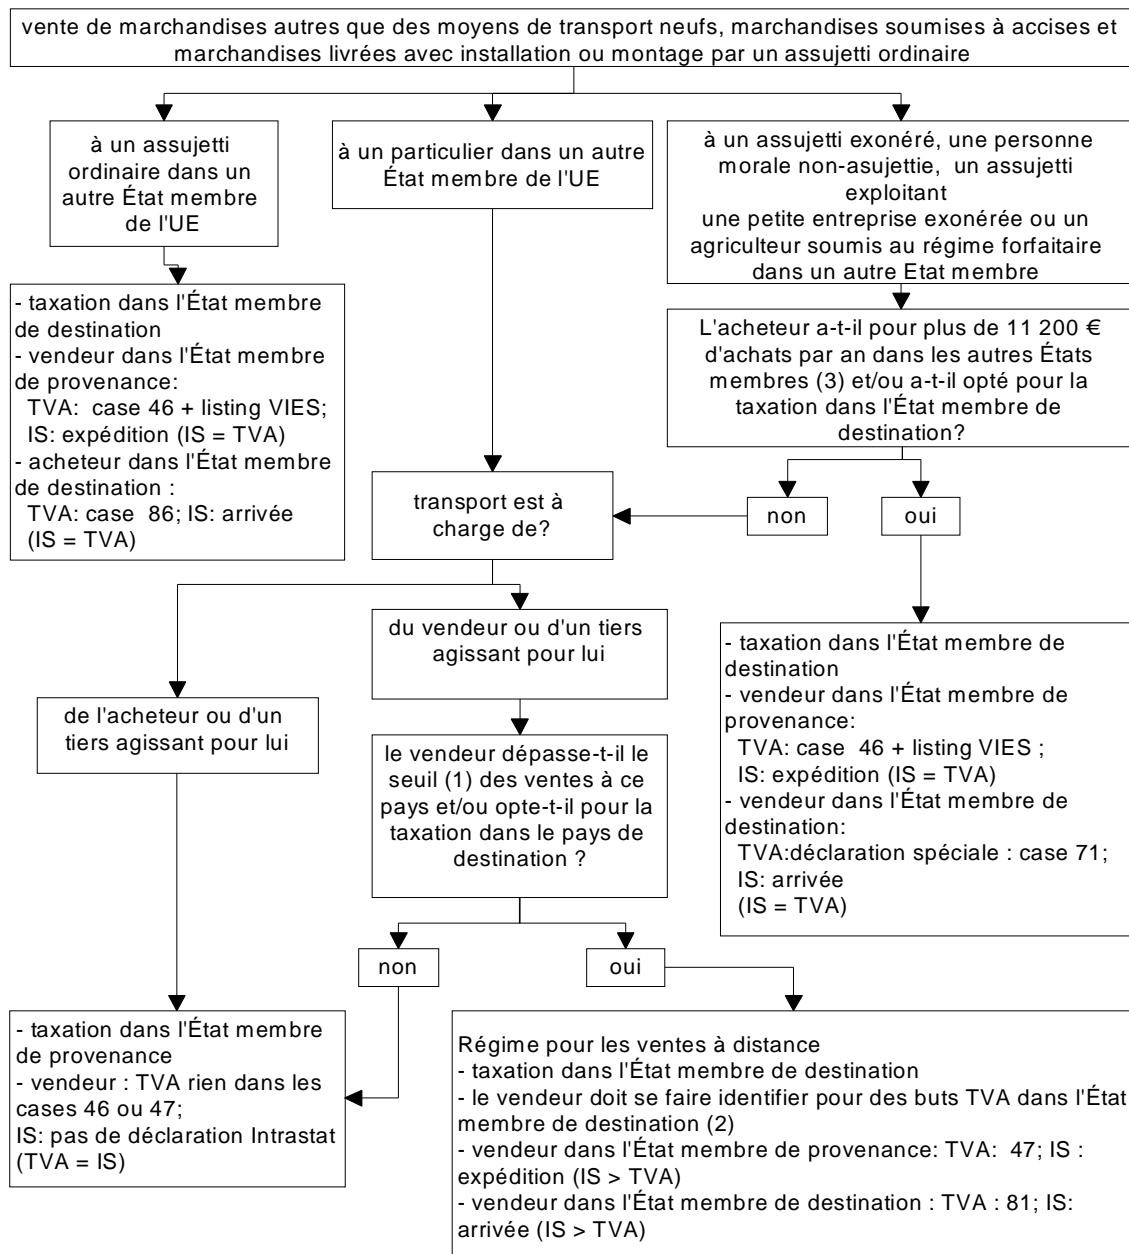 vente de marchandises autres que des moyens de transport neufs, marchandises soumises à accises et
marchandises livrées avec installation ou montage par un assujetti ordinaire
à un assujetti
ordinaire dans un
autre État membre
de l'UE
à un particulier dans un autre
État membre de l'UE
à un assujetti exonéré, une personne
morale non-asujettie, un assujetti
exploitant
une petite entreprise exonérée ou un
agriculteur soumis au régime forfaitaire
dans un autre Etat membre
- taxation dans l'État membre
de destination
- vendeur dans l'État membre
de provenance:
TVA: case 46 + listing VIES;
IS: expédition (IS = TVA)
- acheteur dans l'État membre
de destination :
TVA: case 86; IS: arrivée
(IS = TVA)
L'acheteur a-t-il pour plus de 11 200 €
d'achats par an dans les autres États
membres (3) et/ou a-t-il opté pour la
taxation dans l'État membre de
destination?
transport est à
charge de?
non
oui
du vendeur ou d'un tiers
agissant pour lui
- taxation dans l'État membre de
destination
- vendeur dans l'État membre de
provenance:
TVA: case 46 + listing VIES ;
IS: expédition (IS = TVA)
- vendeur dans l'État membre de
destination:
TVA:déclaration spéciale : case 71;
IS: arrivée
(IS = TVA)
de l'acheteur ou d'un
tiers agissant pour lui
le vendeur dépasse-t-il le
seuil (1) des ventes à ce
pays et/ou opte-t-il pour la
taxation dans le pays de
destination ?
non
oui
- taxation dans l'État membre
de provenance
- vendeur : TVA rien dans les
cases 46 ou 47;
IS: pas de déclaration Intrastat
(TVA = IS)
Régime pour les ventes à distance
- taxation dans l'État membre de destination
- le vendeur doit se faire identifier pour des buts TVA dans l'État
membre de destination (2)
- vendeur dans l'État membre de provenance: TVA: 47; IS :
expédition (IS > TVA)
- vendeur dans l'État membre de destination : TVA : 81; IS:
arrivée (IS > TVA)